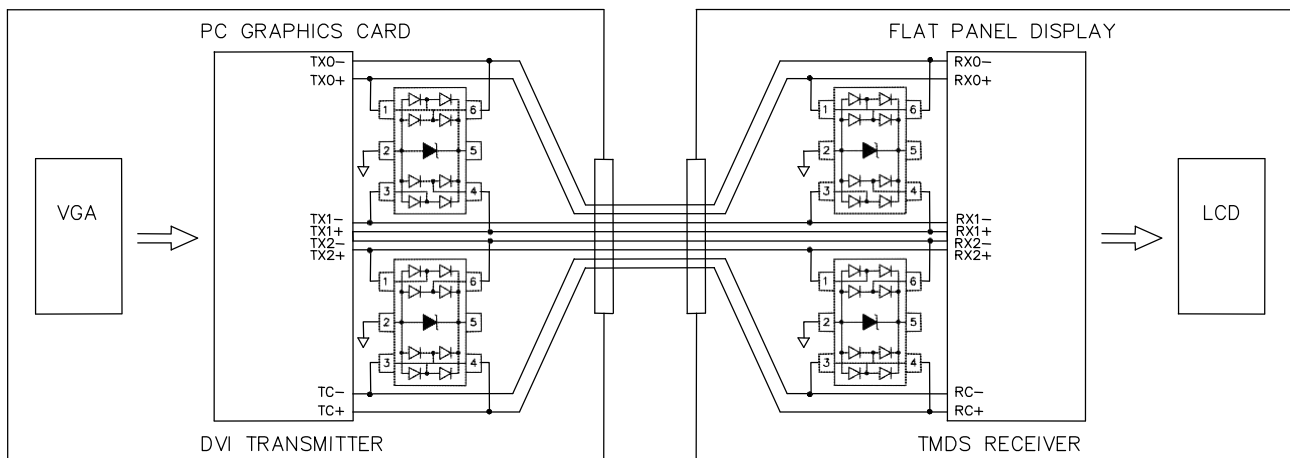 PC GRAPHICS CARD
FLAT PANEL DISPLAY
TX0-
TX0+
1
6
2
5
3
4
TX1-
TX1+
TX2-
TX2+
1
6
2
5
3
4
TC-
TC+
VGA
DVI TRANSMITTER
RX0-
RX0+
1
6
2
5
3
4
RX1-
RX1+
RX2-
RX2+
1
6
2
5
3
4
RC-
RC+
LCD
TMDS RECEIVER